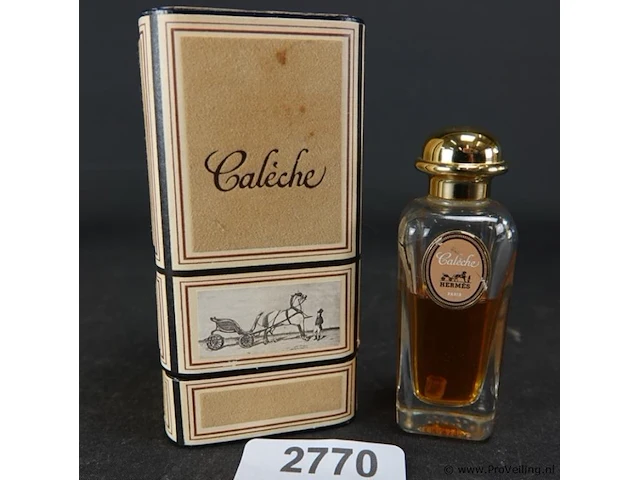 Calèche
Calèche
HERMÈS
PARIS
2770
© www.ProVeiling.nl